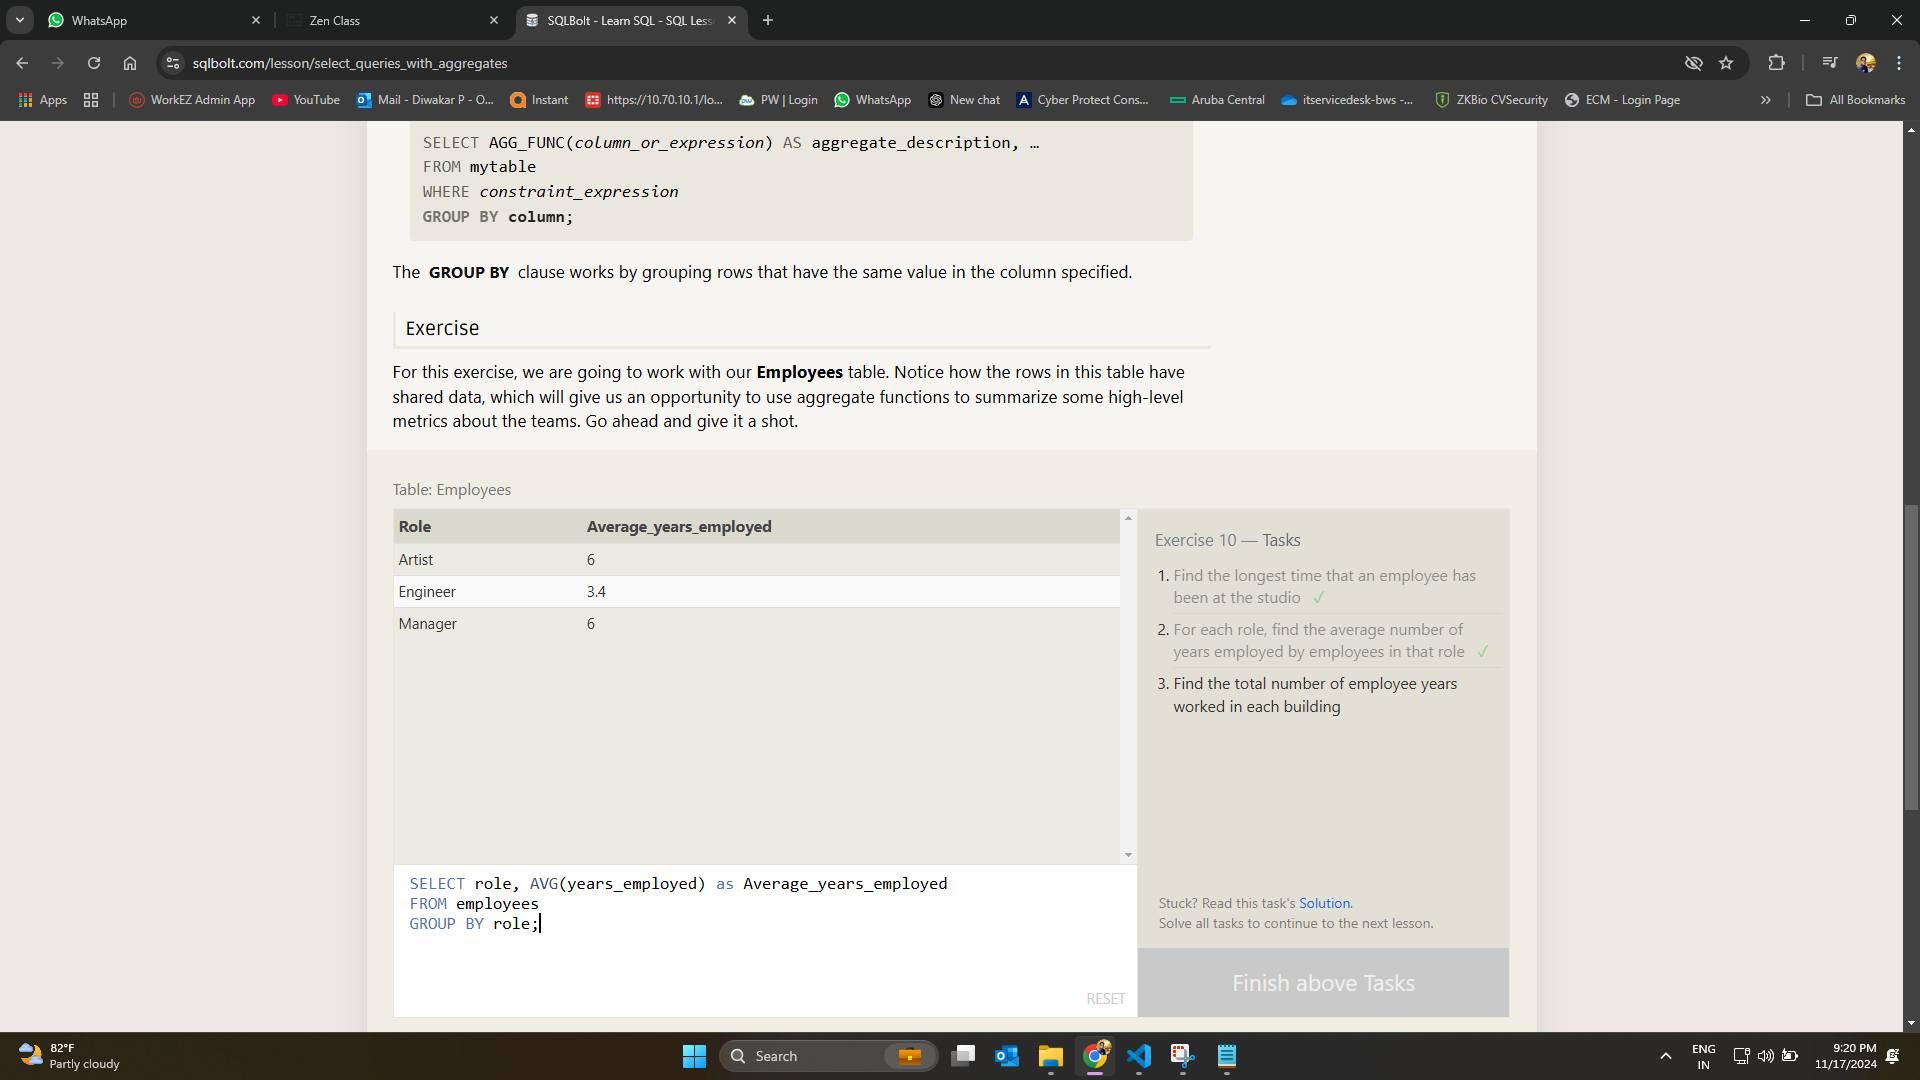 WhatsApp
Zen Class
SQLBolt - Learn SQL - SQL Less
sqlbolt.com/lesson/select_queries_with_aggregates
Apps
WorkEZ Admin App
YouTube
Mail - Diwakar P - O...
Instant
https://10.70.10.1/lo...
PW | Login
WhatsApp
New chat
Cyber Protect Cons...
Aruba Central
itservicedesk-bws -...
ZKBio CVSecurity
ECM - Login Page
All Bookmarks
SELECT AGG_FUNC(column_or_expression) AS aggregate_description, …
FROM mytable
WHERE constraint_expression
GROUP BY column;
The GROUP BY clause works by grouping rows that have the same value in the column specified.
Exercise
For this exercise, we are going to work with our Employees table. Notice how the rows in this table have
shared data, which will give us an opportunity to use aggregate functions to summarize some high-level
metrics about the teams. Go ahead and give it a shot.
Table: Employees
Role Average_years_employed
Artist 6
Engineer 3.4
Manager 6
SELECT role, AVG(years_employed) as Average_years_employed
FROM employees
GROUP BY role;
RESET
Exercise 10 — Tasks
1. Find the longest time that an employee has
been at the studio ✓
2. For each role, find the average number of
years employed by employees in that role ✓
3. Find the total number of employee years
worked in each building
Stuck? Read this task's Solution.
Solve all tasks to continue to the next lesson.
Finish above Tasks
82°F
Partly cloudy
Search
ENG
IN
9:20 PM
11/17/2024